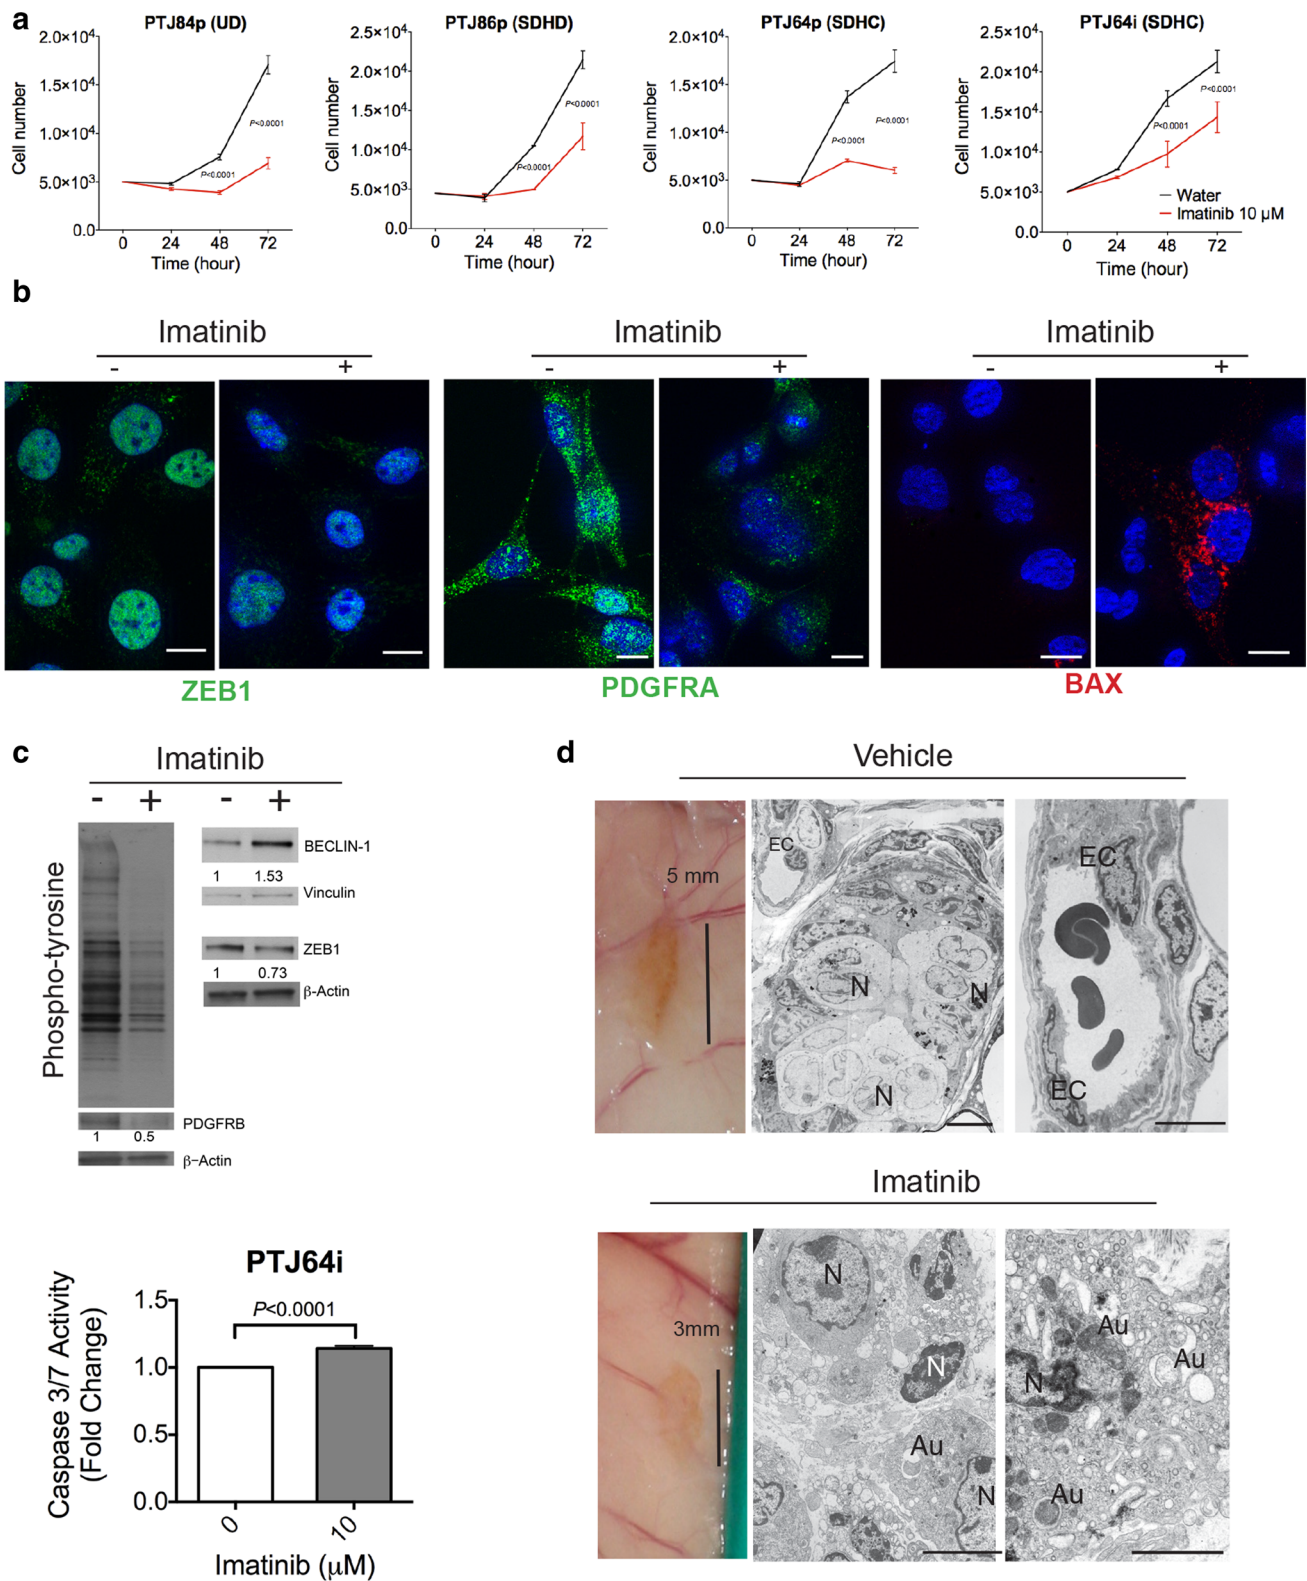 a
PTJ84p (UD)
PTJ86p (SDHD)
PTJ64p (SDHC)
PTJ64i (SDHC)
Cell number
2.0×10⁴
1.5×10⁴
1.0×10⁴
5.0×10³
0.0
P<0.0001
P<0.0001
0 24 48 72
Time (hour)
Cell number
2.5×10⁴
2.0×10⁴
1.5×10⁴
1.0×10⁴
5.0×10³
0.0
P<0.0001
P<0.0001
0 24 48 72
Time (hour)
Cell number
2.0×10⁴
1.5×10⁴
1.0×10⁴
5.0×10³
0.0
P<0.0001
P<0.0001
0 24 48 72
Time (hour)
Cell number
2.5×10⁴
2.0×10⁴
1.5×10⁴
1.0×10⁴
5.0×10³
0.0
P<0.0001
P<0.0001
Water
Imatinib 10 µM
0 24 48 72
Time (hour)
b
Imatinib
- +
ZEB1
Imatinib
- +
PDGFRA
Imatinib
- +
BAX
c
Imatinib
- + - +
Phospho-tyrosine
BECLIN-1
1 1.53
Vinculin
ZEB1
1 0.73
β-Actin
PDGFRB
1 0.5
β-Actin
PTJ64i
Caspase 3/7 Activity
(Fold Change)
1.5
1.0
0.5
0.0
P<0.0001
0 10
Imatinib (µM)
d
Vehicle
5 mm
EC
N
N
N
EC
EC
Imatinib
3mm
N
N
Au
N
Au
Au
N
Au